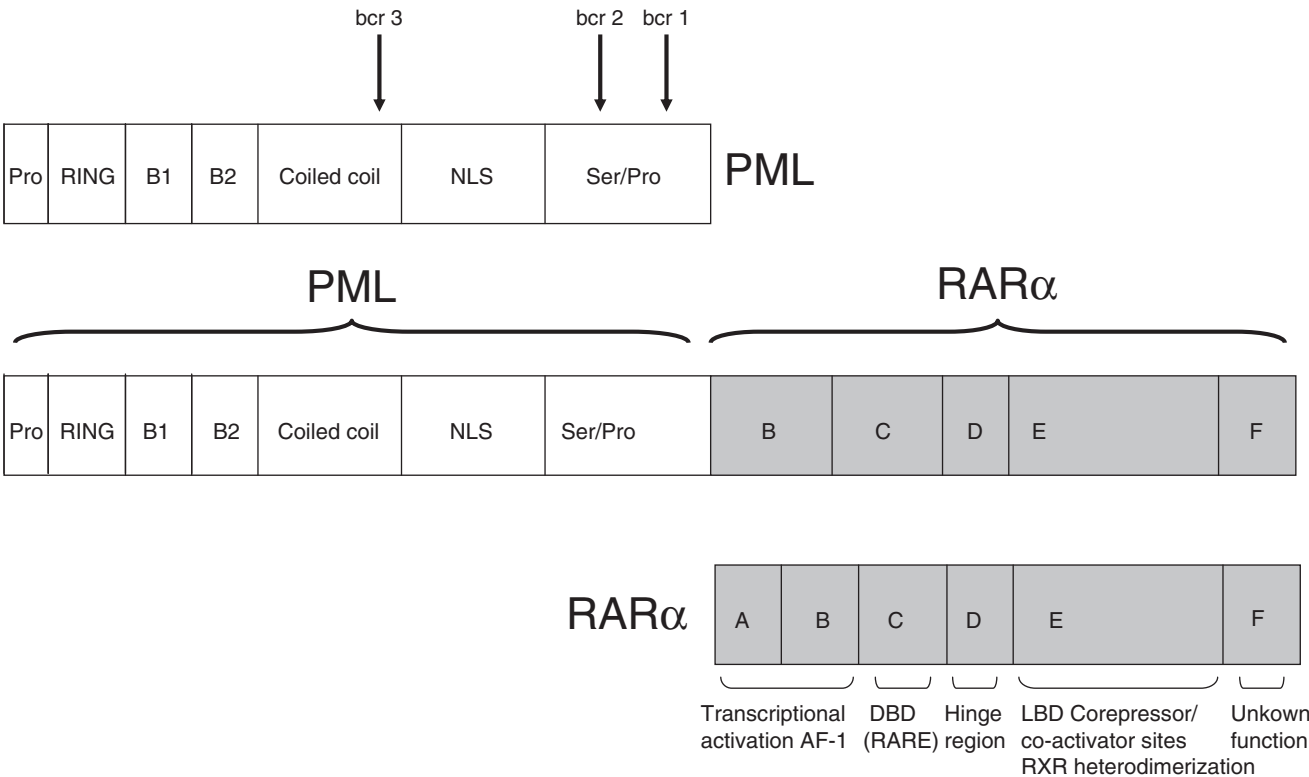 bcr 3 bcr 2 bcr 1
Pro RING B1 B2 Coiled coil NLS Ser/Pro PML
PML RARα
Pro RING B1 B2 Coiled coil NLS Ser/Pro B C D E F
RARα A B C D E F
Transcriptional activation AF-1
DBD (RARE)
Hinge region
LBD Corepressor/
co-activator sites
RXR heterodimerization
Unkown function